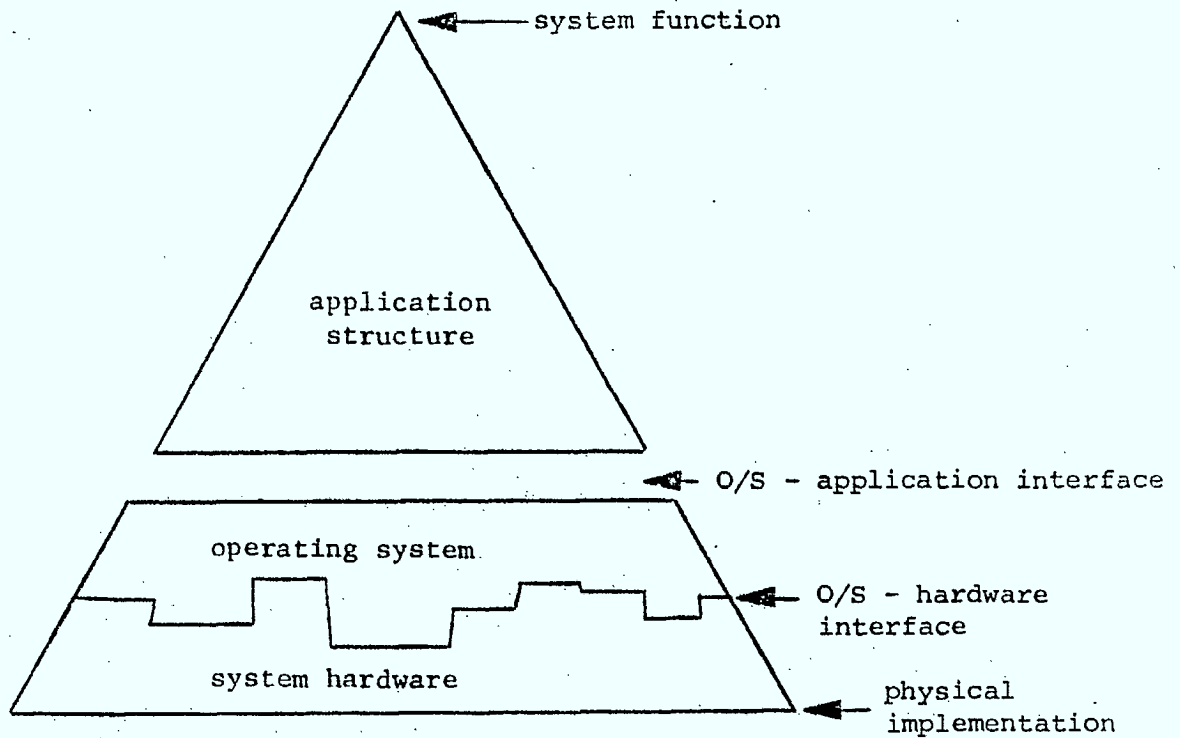 system function
application
structure
O/S - application interface
operating system
O/S - hardware
interface
system hardware
physical
implementation